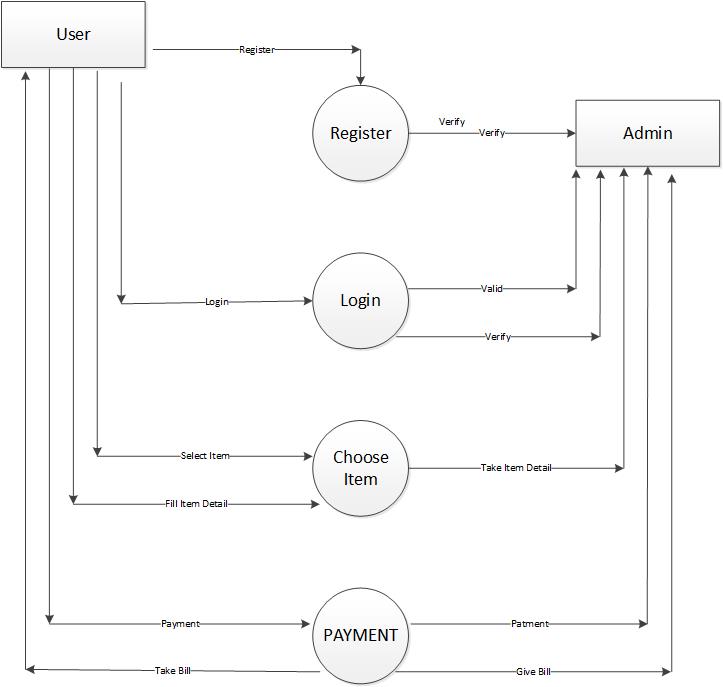 User
Register
Register
Verify
Verify
Admin
Login
Login
Valid
Verify
Select Item
Choose
Item
Take Item Detail
Fill Item Detail
Payment
PAYMENT
Patment
Take Bill
Give Bill